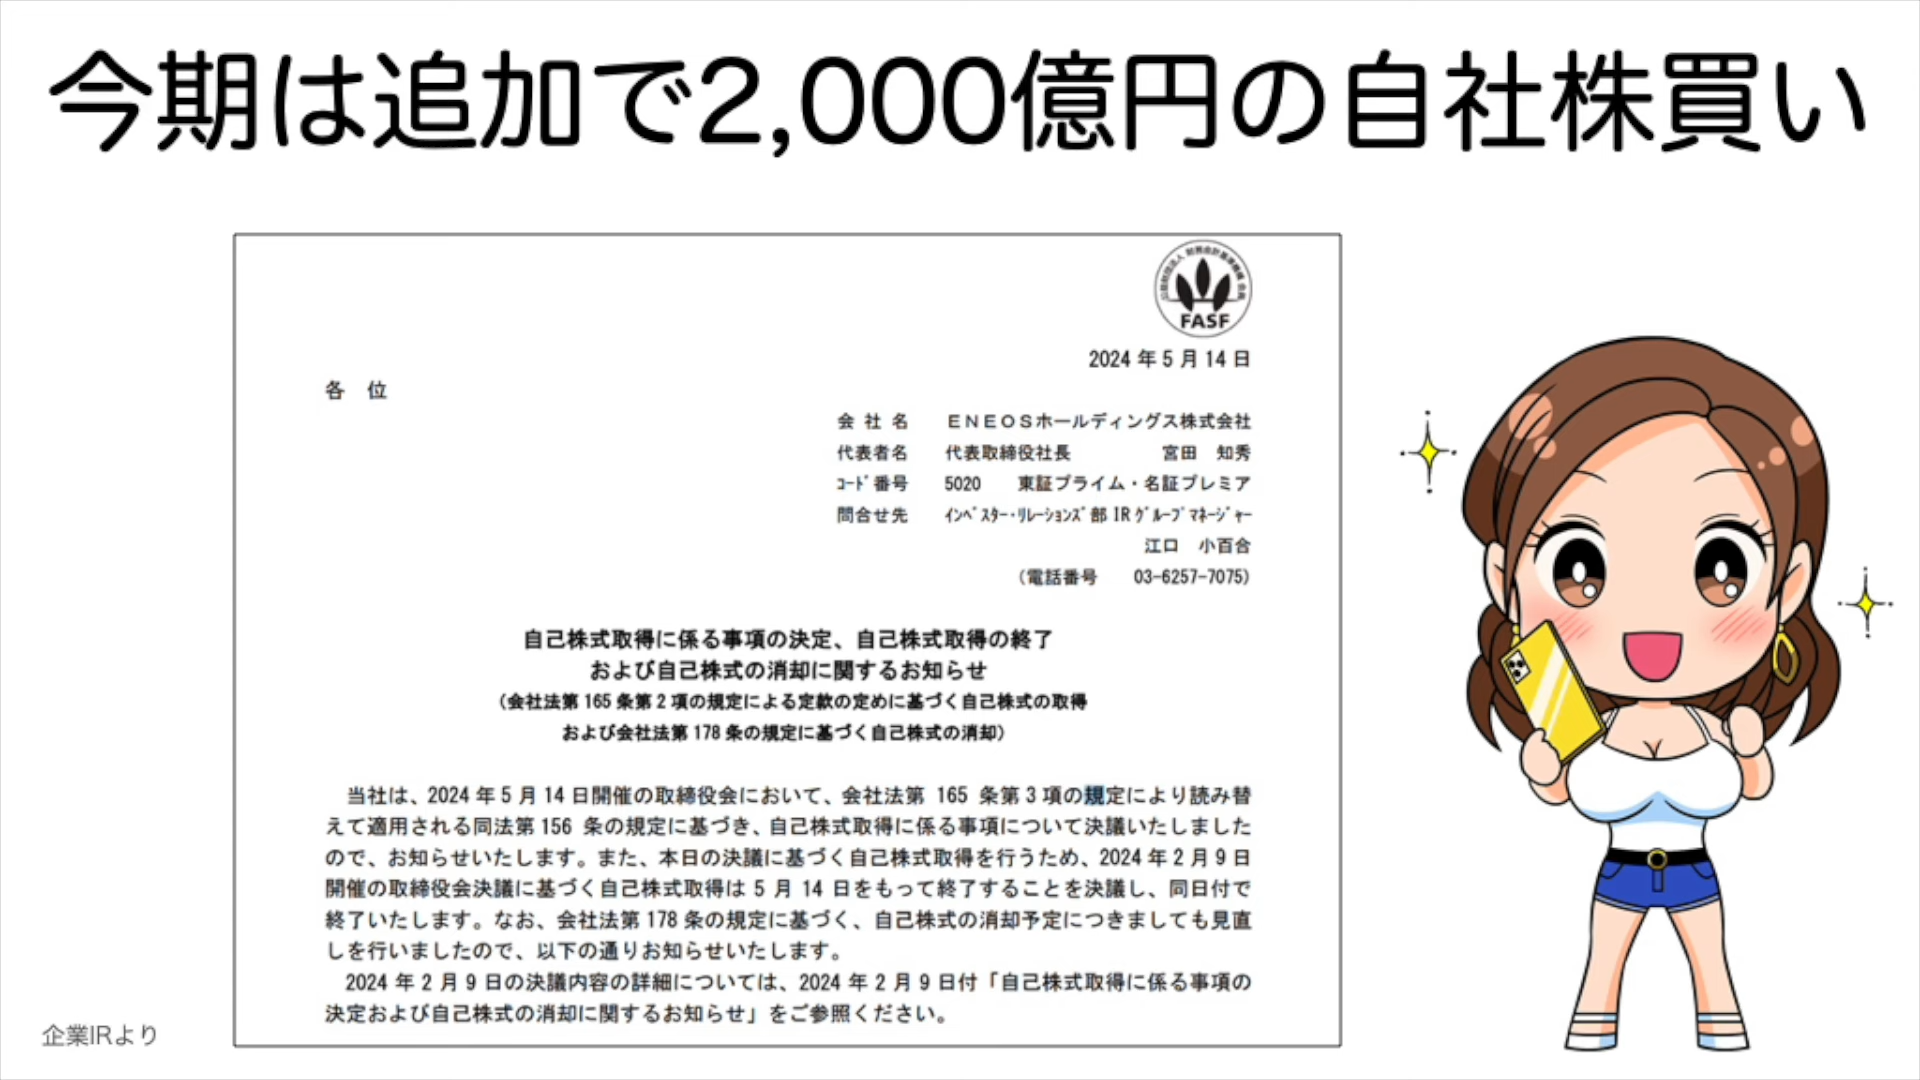 今期は追加で2,000億円の自社株買い
公益財団法人 財務会計基準機構 会員
FASF
2024年5月14日
各 位
会 社 名 ENEOSホールディングス株式会社
代表者名 代表取締役社長 宮田 知秀
ｺｰﾄﾞ番号 5020 東証プライム・名証プレミア
問合せ先 ｲﾝﾍﾞｽﾀｰ･ﾘﾚｰｼｮﾝｽﾞ部 IRｸﾞﾙｰﾌﾟﾏﾈｰｼﾞｬｰ
江口 小百合
(電話番号 03-6257-7075)
自己株式取得に係る事項の決定、自己株式取得の終了
および自己株式の消却に関するお知らせ
(会社法第165条第2項の規定による定款の定めに基づく自己株式の取得
および会社法第178条の規定に基づく自己株式の消却)
当社は、2024年5月14日開催の取締役会において、会社法第 165 条第3項の規定により読み替
えて適用される同法第156 条の規定に基づき、自己株式取得に係る事項について決議いたしました
ので、お知らせいたします。また、本日の決議に基づく自己株式取得を行うため、2024年2月9日
開催の取締役会決議に基づく自己株式取得は5月14日をもって終了することを決議し、同日付で
終了いたします。なお、会社法第178条の規定に基づく、自己株式の消却予定につきましても見直
しを行いましたので、以下の通りお知らせいたします。
2024年2月9日の決議内容の詳細については、2024年2月9日付「自己株式取得に係る事項の
決定および自己株式の消却に関するお知らせ」をご参照ください。
企業IRより